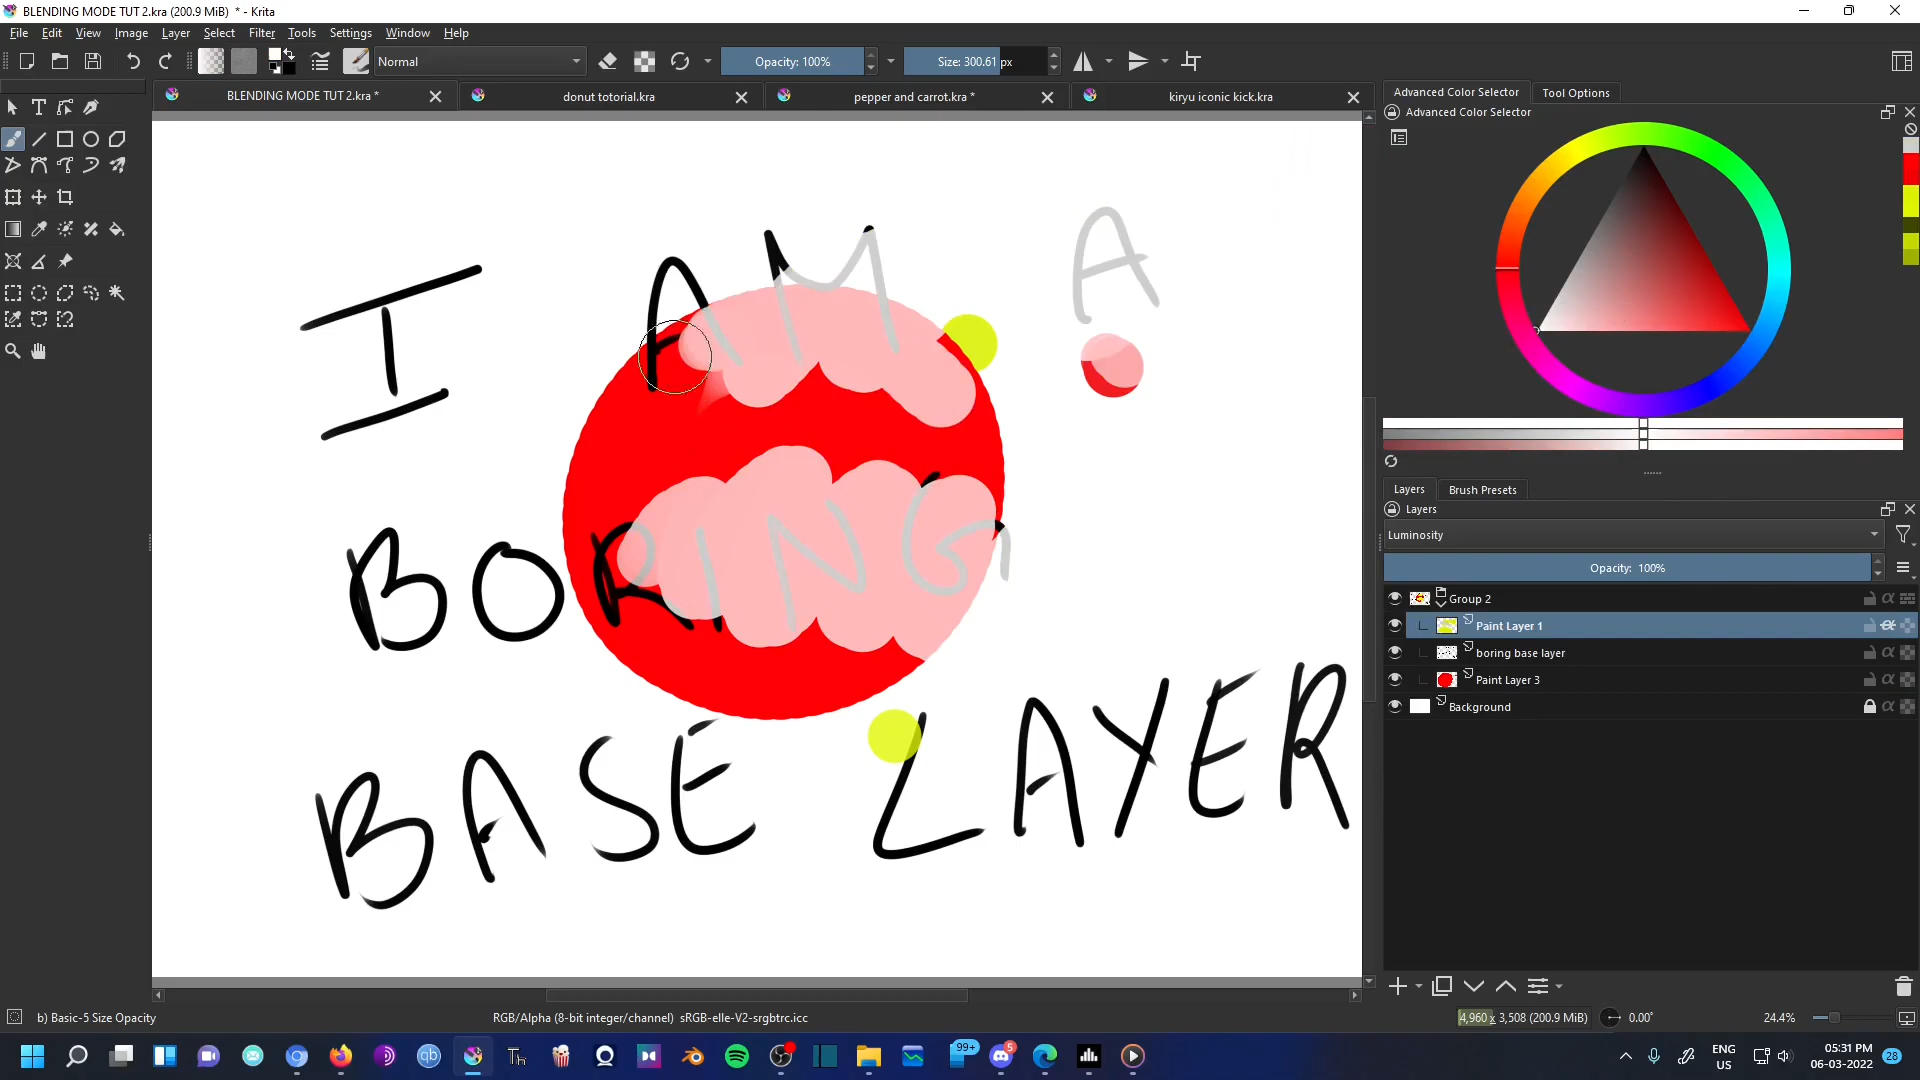 BLENDING MODE TUT 2.kra (200.9 MiB) * - Krita
File Edit View Image Layer Select Filter Tools Settings Window Help
Normal Opacity: 100% Size: 300.61 px
BLENDING MODE TUT 2.kra * donut totorial.kra pepper and carrot.kra * kiryu iconic kick.kra
Advanced Color Selector Tool Options
Advanced Color Selector
I AM A
BORING
BASE LAYER
Layers Brush Presets
Layers
Luminosity
Opacity: 100%
Group 2
Paint Layer 1
boring base layer
Paint Layer 3
Background
b) Basic-5 Size Opacity RGB/Alpha (8-bit integer/channel) sRGB-elle-V2-srgbtrc.icc 4,960 x 3,508 (200.9 MiB) 0.00° 24.4%
qb Th 99+ 5 ENG US 05:31 PM 06-03-2022 28